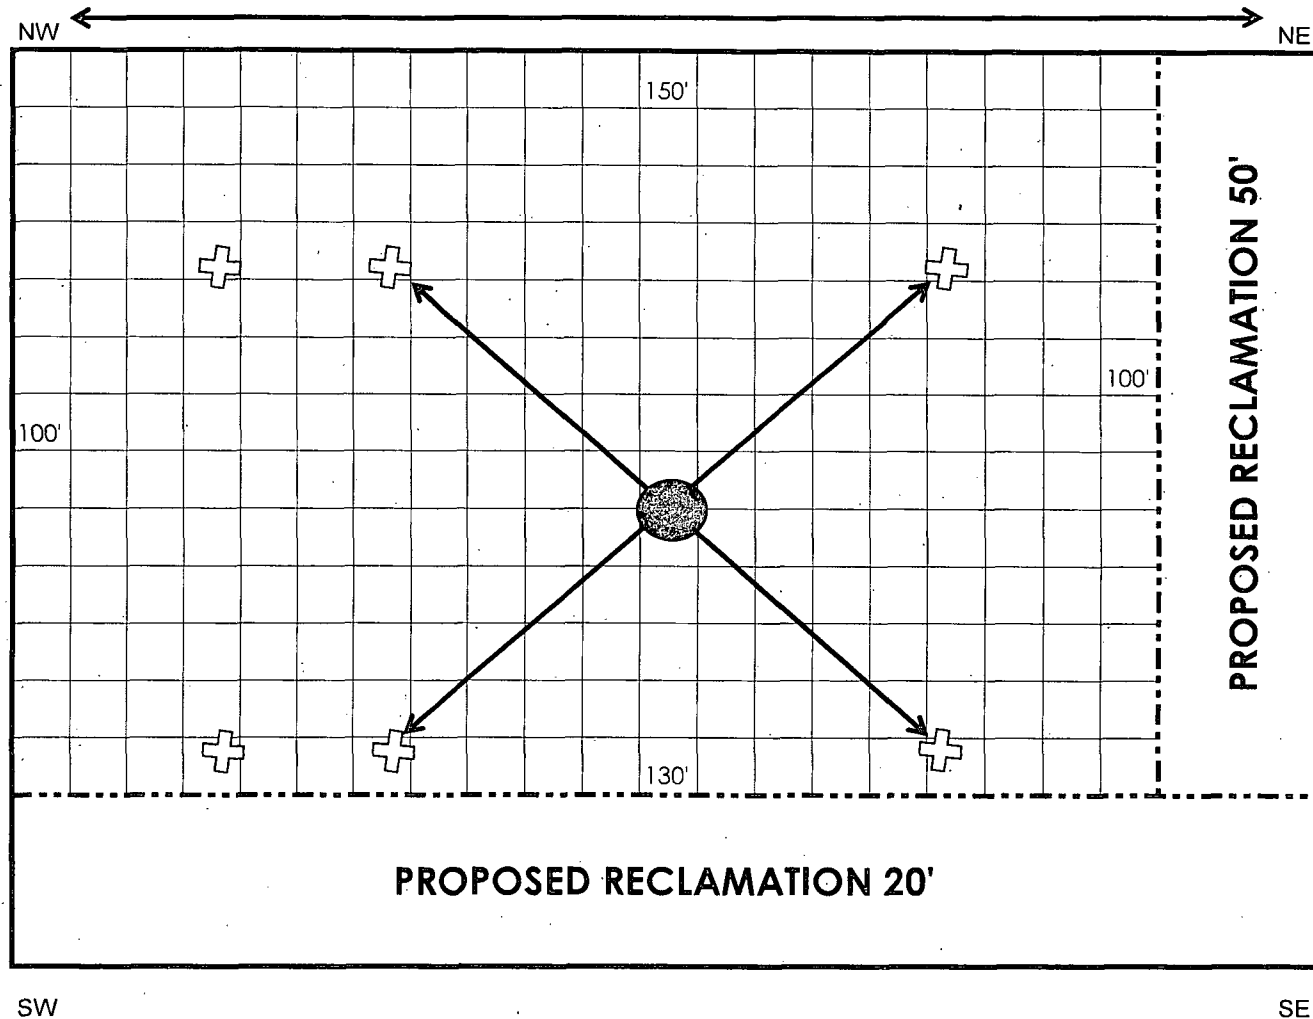 NW
NE
150'
PROPOSED RECLAMATION 50'
100'
100'
130'
PROPOSED RECLAMATION 20'
SW
SE